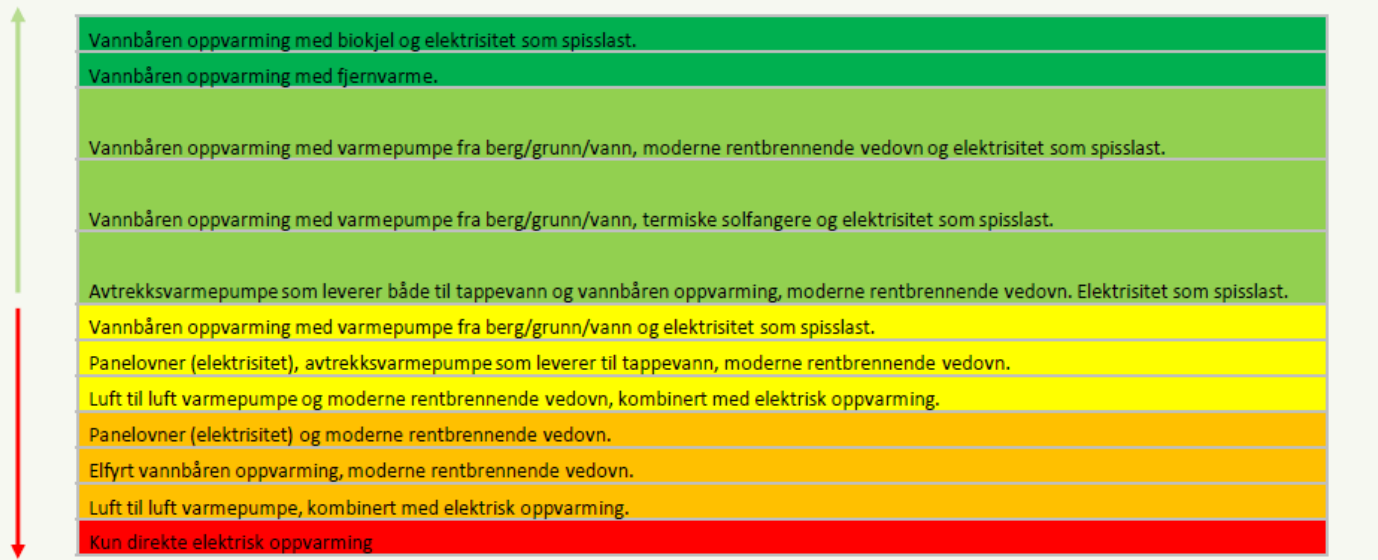 Vannbåren oppvarming med biokjel og elektrisitet som spisslast.
Vannbåren oppvarming med fjernvarme.
Vannbåren oppvarming med varmepumpe fra berg/grunn/vann, moderne rentbrennende vedovn og elektrisitet som spisslast.
Vannbåren oppvarming med varmepumpe fra berg/grunn/vann, termiske solfangere og elektrisitet som spisslast.
Avtrekksvarmepumpe som leverer både til tappevann og vannbåren oppvarming, moderne rentbrennende vedovn. Elektrisitet som spisslast.
Vannbåren oppvarming med varmepumpe fra berg/grunn/vann og elektrisitet som spisslast.
Panelovner (elektrisitet), avtrekksvarmepumpe som leverer til tappevann, moderne rentbrennende vedovn.
Luft til luft varmepumpe og moderne rentbrennende vedovn, kombinert med elektrisk oppvarming.
Panelovner (elektrisitet) og moderne rentbrennende vedovn.
Elfyrt vannbåren oppvarming, moderne rentbrennende vedovn.
Luft til luft varmepumpe, kombinert med elektrisk oppvarming.
Kun direkte elektrisk oppvarming